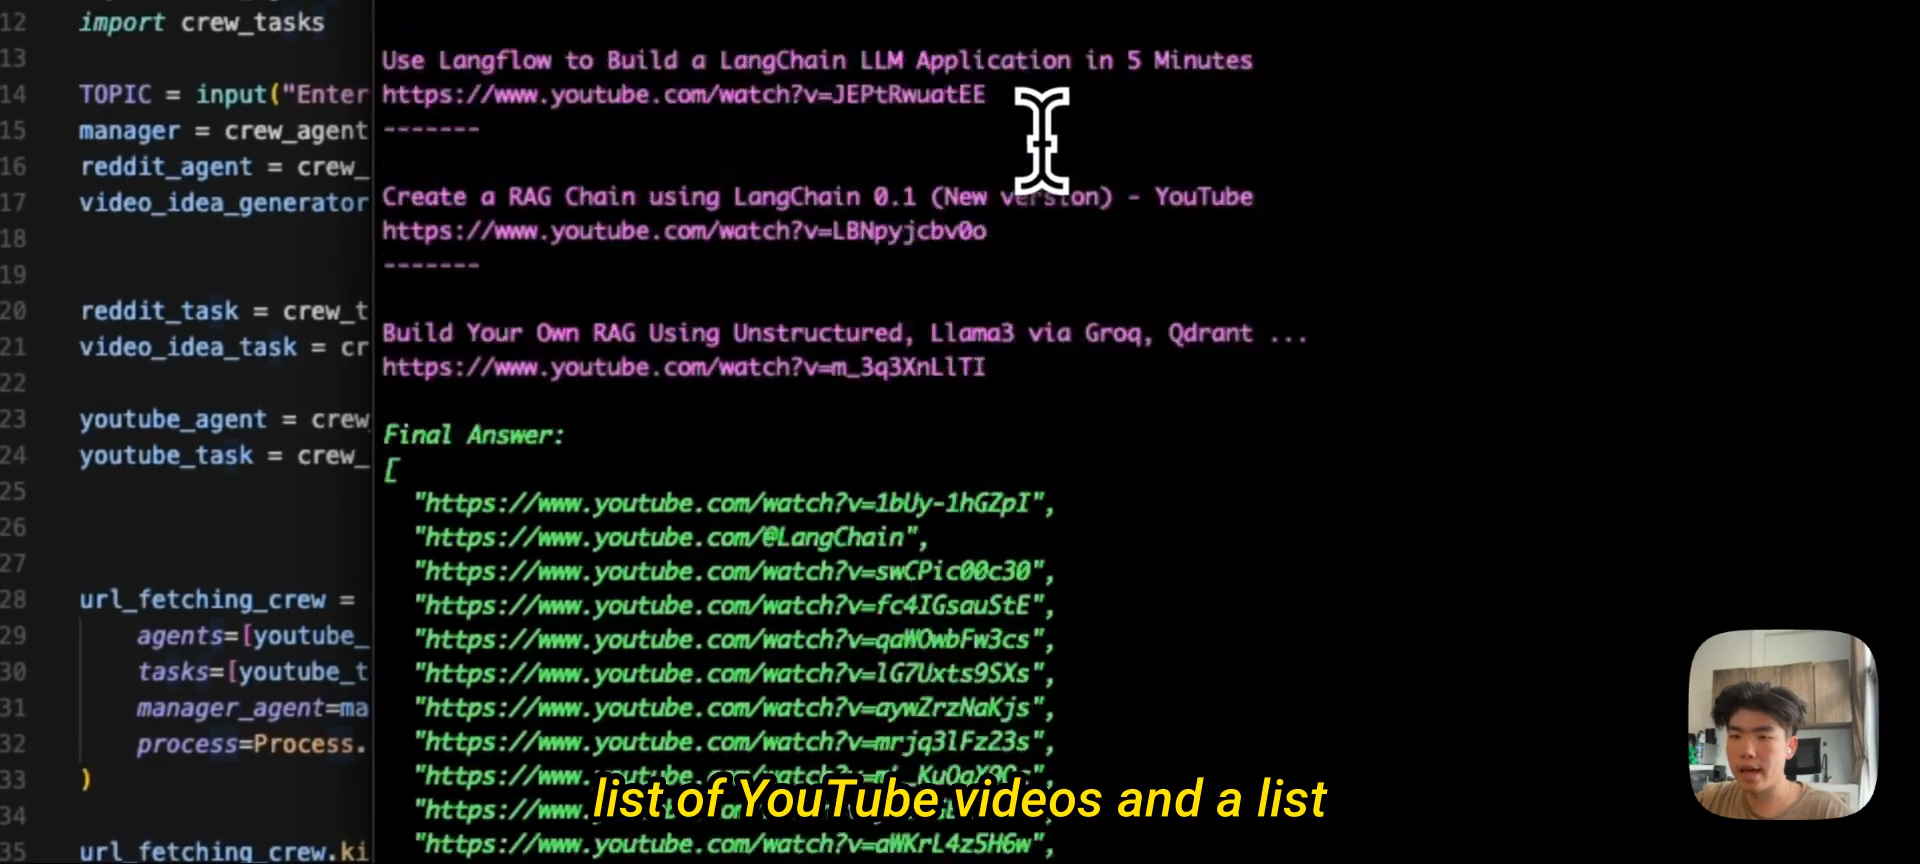 12 import crew_tasks
13
14 TOPIC = input("Enter
15 manager = crew_agent
16 reddit_agent = crew_
17 video_idea_generator
18
19
20 reddit_task = crew_t
21 video_idea_task = cr
22
23 youtube_agent = crew_
24 youtube_task = crew_
25
26
27
28 url_fetching_crew =
29 agents=[youtube_
30 tasks=[youtube_t
31 manager_agent=ma
32 process=Process.
33 )
34
35 url_fetching_crew.ki
Use Langflow to Build a LangChain LLM Application in 5 Minutes
https://www.youtube.com/watch?v=JEPtRwuatEE
-------
Create a RAG Chain using LangChain 0.1 (New version) - YouTube
https://www.youtube.com/watch?v=LBNpyjcbv0o
-------
Build Your Own RAG Using Unstructured, Llama3 via Groq, Qdrant ...
https://www.youtube.com/watch?v=m_3q3XnLlTI
Final Answer:
[
"https://www.youtube.com/watch?v=1bUy-1hGZpI",
"https://www.youtube.com/@LangChain",
"https://www.youtube.com/watch?v=swCPic00c30",
"https://www.youtube.com/watch?v=fc4IGsauStE",
"https://www.youtube.com/watch?v=qaWOwbFw3cs",
"https://www.youtube.com/watch?v=lG7Uxts9SXs",
"https://www.youtube.com/watch?v=aywZrzNaKjs",
"https://www.youtube.com/watch?v=mrjq3lFz23s",
"https://www.
"https://www.
"https://www.youtube.com/watch?v=aWKrL4z5H6w",
list of YouTube videos and a list